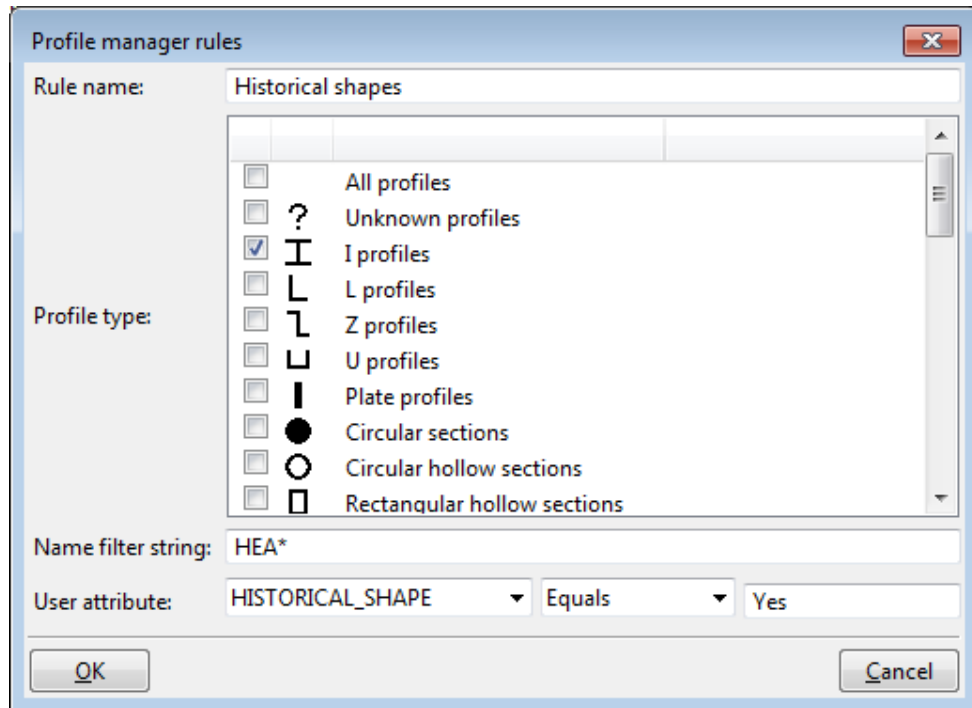 Profile manager rules
Rule name: Historical shapes
All profiles
? Unknown profiles
I profiles
L profiles
Z profiles
U profiles
Profile type:
Plate profiles
Circular sections
Circular hollow sections
Rectangular hollow sections
Name filter string: HEA*
User attribute: HISTORICAL_SHAPE Equals Yes
OK Cancel